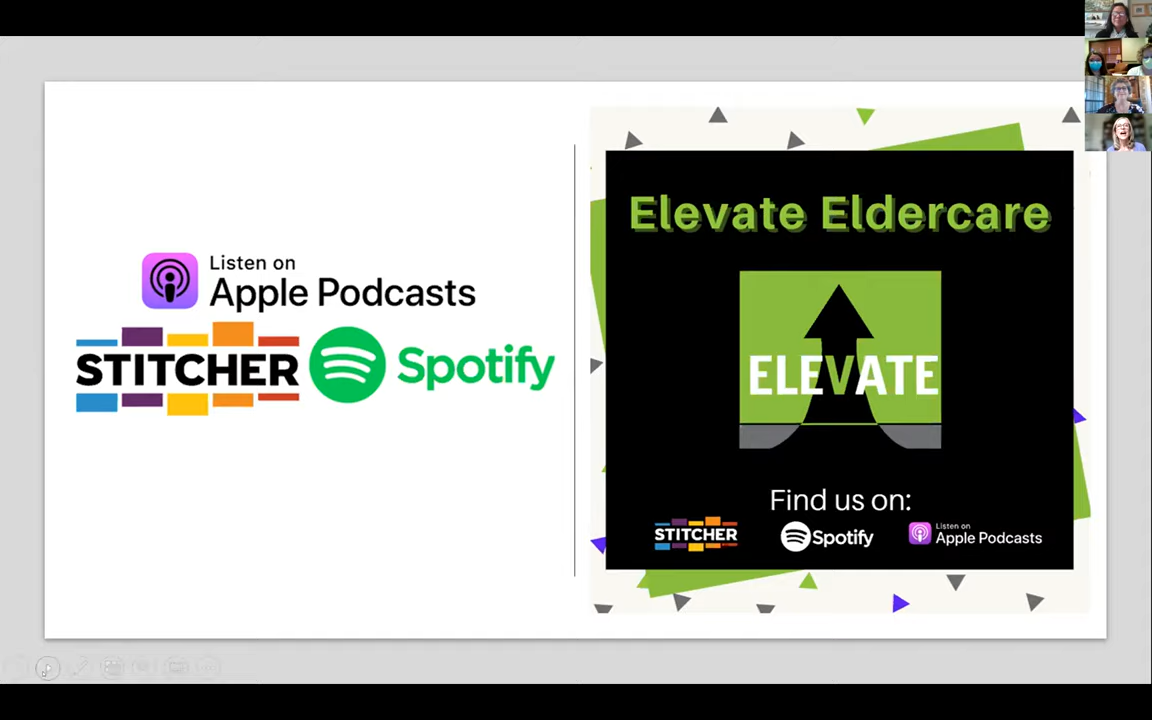 Listen on
Apple Podcasts
STITCHER
Spotify
Elevate Eldercare
ELEVATE
Find us on:
STITCHER
Spotify
Listen on
Apple Podcasts